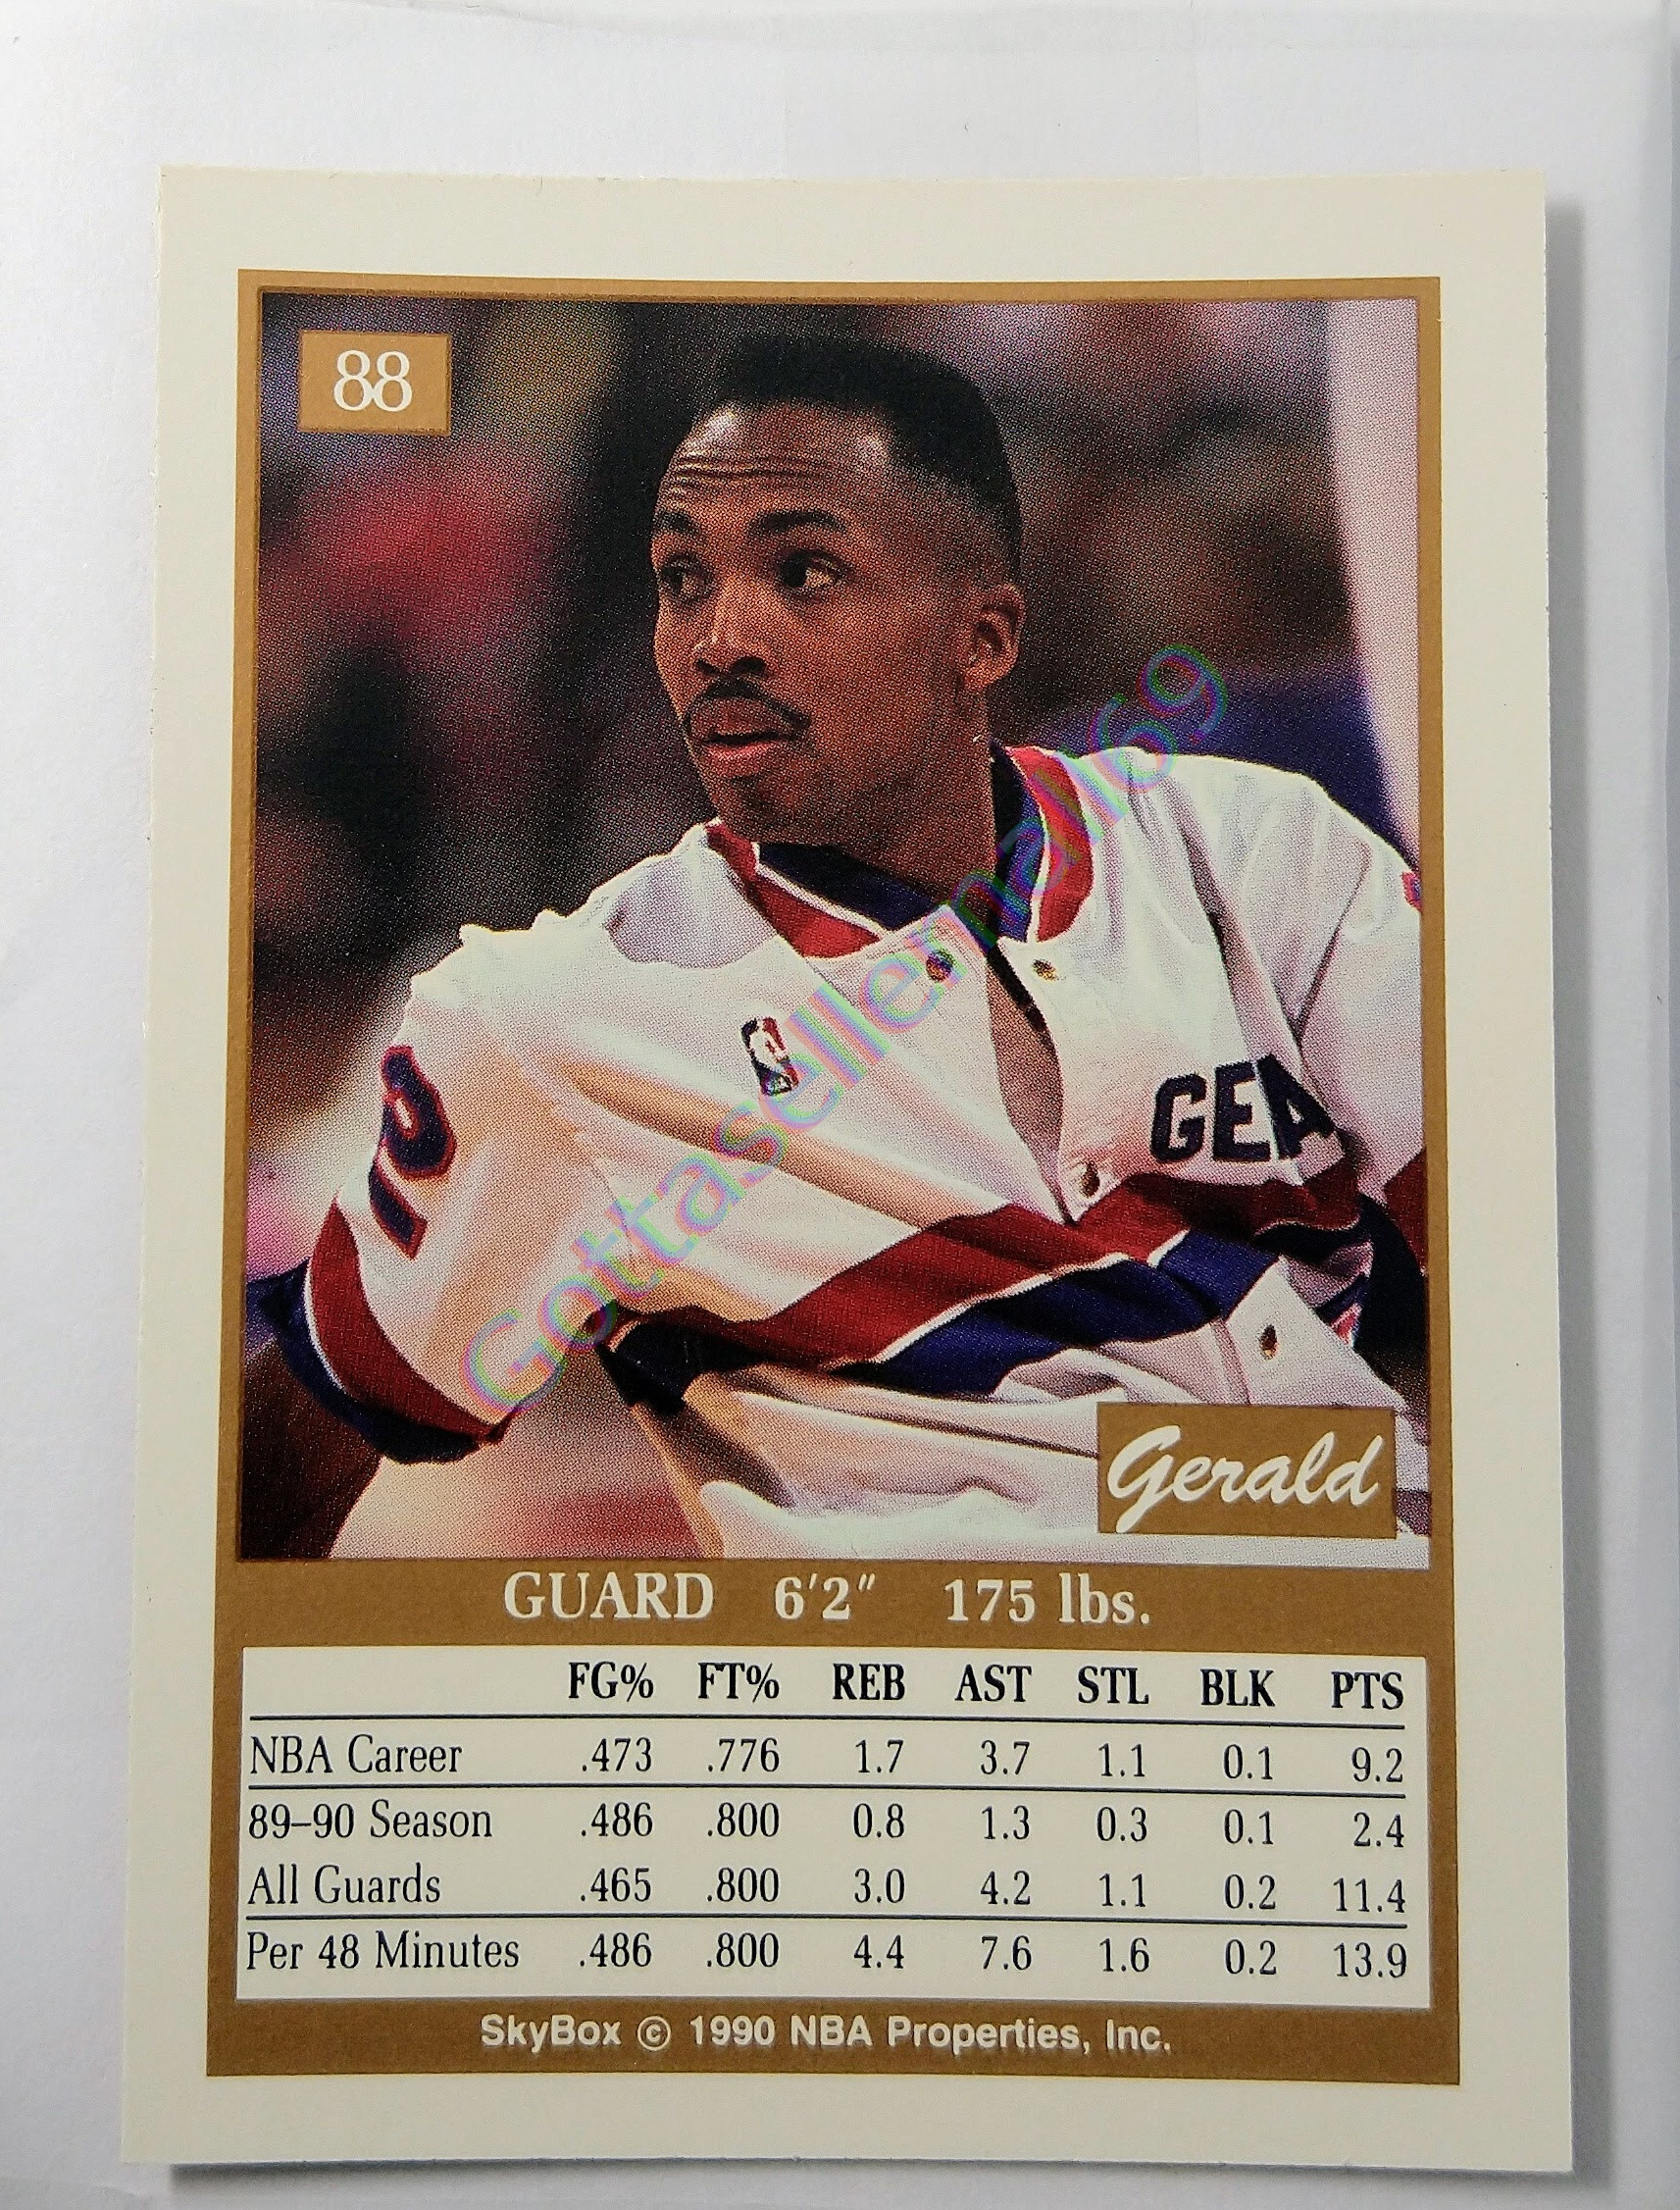 88
GEA
Gottasellemall69
Gerald
GUARD 6'2" 175 lbs.
FG% FT% REB AST STL BLK PTS
NBA Career .473 .776 1.7 3.7 1.1 0.1 9.2
89–90 Season .486 .800 0.8 1.3 0.3 0.1 2.4
All Guards .465 .800 3.0 4.2 1.1 0.2 11.4
Per 48 Minutes .486 .800 4.4 7.6 1.6 0.2 13.9
SkyBox © 1990 NBA Properties, Inc.